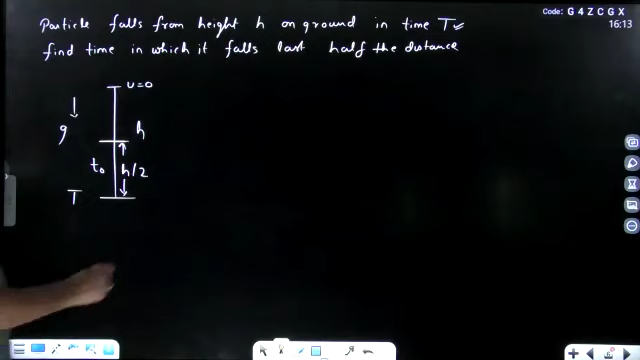 Code: G 4 Z C G X
16:13
Particle falls from height h on ground in time T
find time in which it falls last half the distance
u=0
g
h
t₀
h/2
T